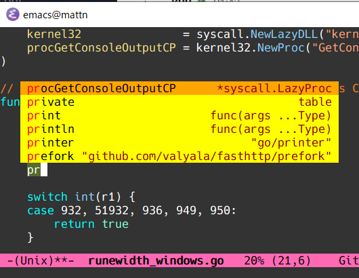 emacs@mattn
kernel32 = syscall.NewLazyDLL("kern
procGetConsoleOutputCP = kernel32.NewProc("GetCon
)
// s C
fun
procGetConsoleOutputCP *syscall.LazyProc
private table
print func(args ...Type)
println func(args ...Type)
printer "go/printer"
prefork "github.com/valyala/fasthttp/prefork"
pr
switch int(r1) {
case 932, 51932, 936, 949, 950:
return true
}
-(Unix)**- runewidth_windows.go 20% (21,6) Git